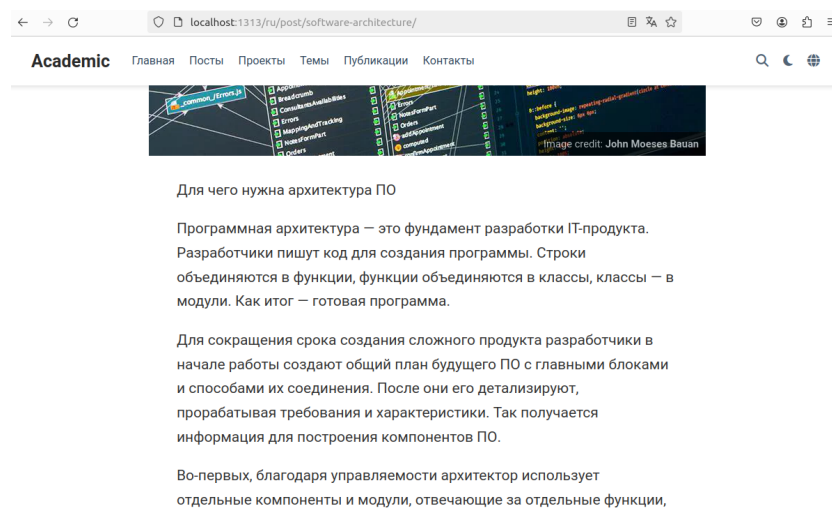 localhost:1313/ru/post/software-architecture/
Academic Главная Посты Проекты Темы Публикации Контакты
_common_/Errors.js
Breadcrumb
ConsultantsAvailabilities
Errors
MappingAndTracking
NotesFormPart
Orders
Errors
NotesFormPart
Orders
addAppointment
computed
height: 100%;
Image credit: John Moeses Bauan
Для чего нужна архитектура ПО
Программная архитектура — это фундамент разработки IT-продукта.
Разработчики пишут код для создания программы. Строки
объединяются в функции, функции объединяются в классы, классы — в
модули. Как итог — готовая программа.
Для сокращения срока создания сложного продукта разработчики в
начале работы создают общий план будущего ПО с главными блоками
и способами их соединения. После они его детализируют,
прорабатывая требования и характеристики. Так получается
информация для построения компонентов ПО.
Во-первых, благодаря управляемости архитектор использует
отдельные компоненты и модули, отвечающие за отдельные функции,